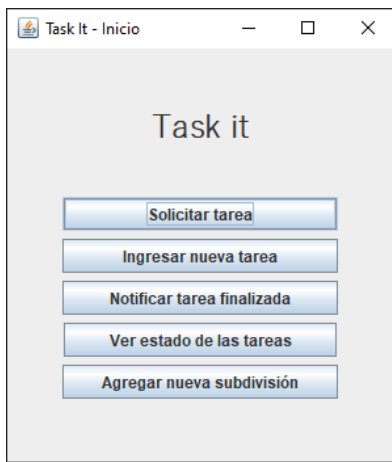 Task It - Inicio
Task it
Solicitar tarea
Ingresar nueva tarea
Notificar tarea finalizada
Ver estado de las tareas
Agregar nueva subdivisión